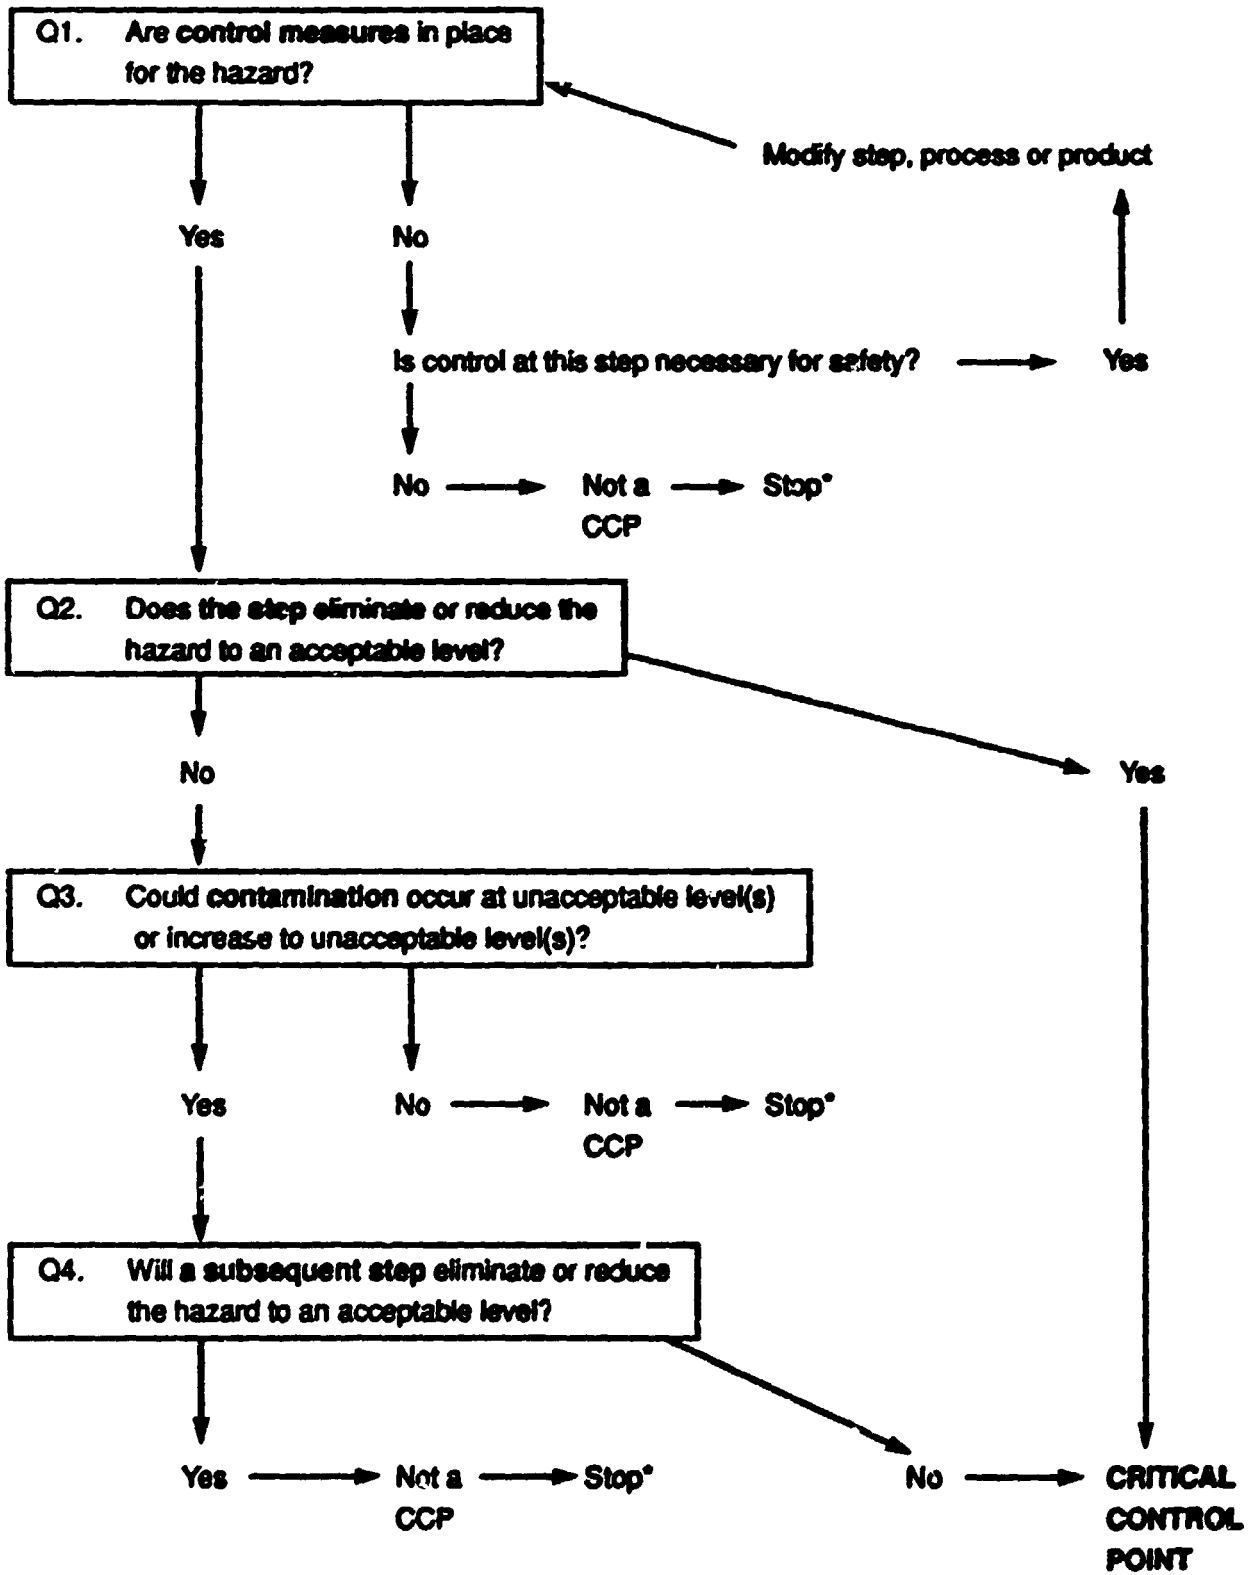 Q1. Are control measures in place
for the hazard?
Modify step, process or product
Yes
No
Is control at this step necessary for safety?
Yes
No
Not a
CCP
Stop*
Q2. Does the step eliminate or reduce the
hazard to an acceptable level?
No
Yes
Q3. Could contamination occur at unacceptable level(s)
or increase to unacceptable level(s)?
Yes
No
Not a
CCP
Stop*
Q4. Will a subsequent step eliminate or reduce
the hazard to an acceptable level?
Yes
Not a
CCP
Stop*
No
CRITICAL
CONTROL
POINT